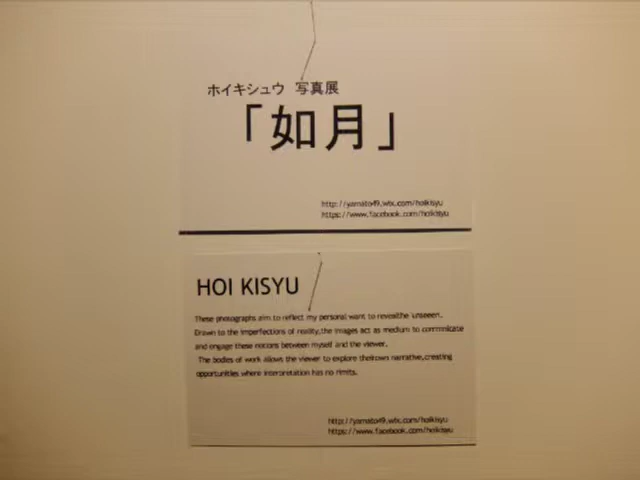 ホイキシュウ 写真展
「如月」
http://yamato49.wix.com/hoikisyu
https://www.facebook.com/hoikisyu
HOI KISYU
These photographs aim to reflect my personal want to revealthe unseeen.
Drawn to the imperfections of reality,the images act as medium to comminicate
and engage these notions between myself and the viewer.
The bodies of work allows the viewer to explore theirown narrative,creating
opportunities where interpretation has no limits.
http://yamato49.wix.com/hoikisyu
https://www.facebook.com/hoikisyu